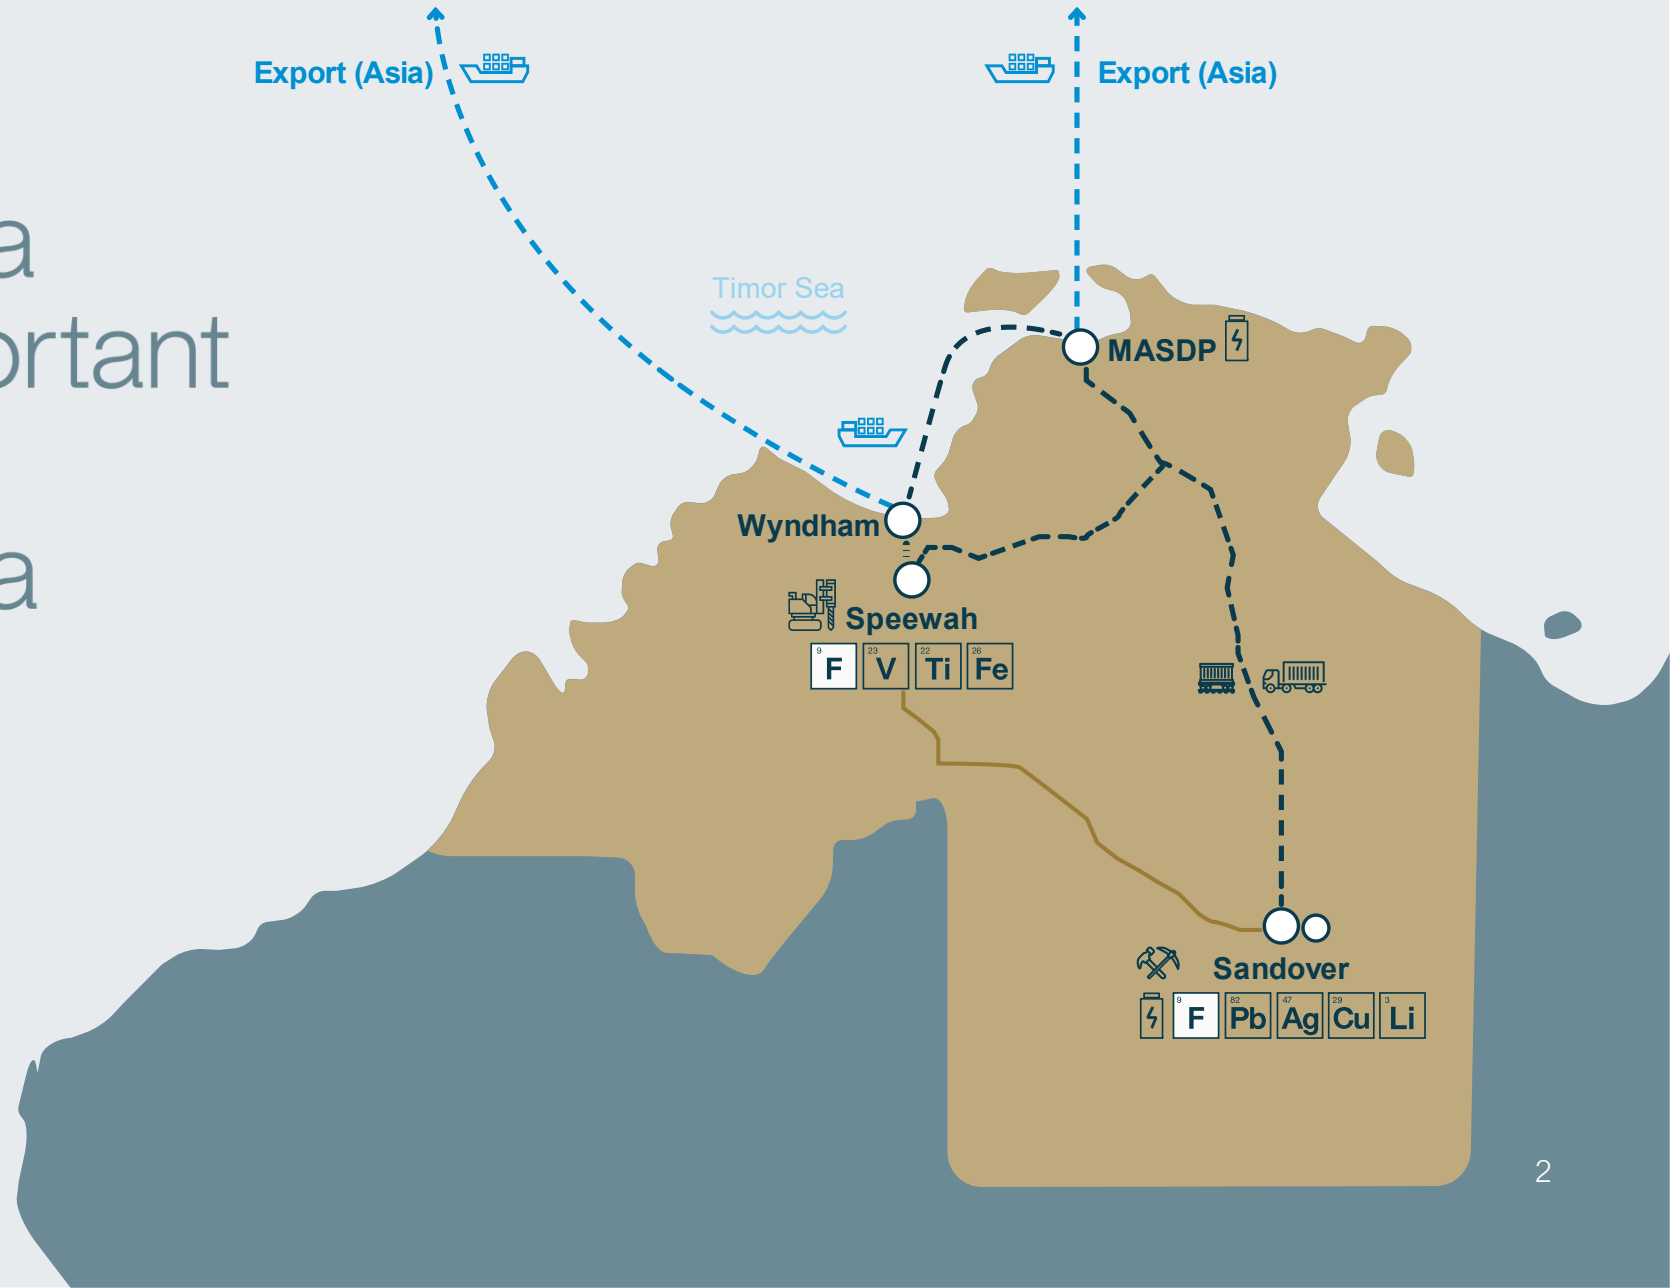 Export (Asia)
Export (Asia)
a
ortant
a
Timor Sea
MASDP
Wyndham
Speewah
9 F 23 V 22 Ti 26 Fe
Sandover
9 F 82 Pb 47 Ag 29 Cu 3 Li
2